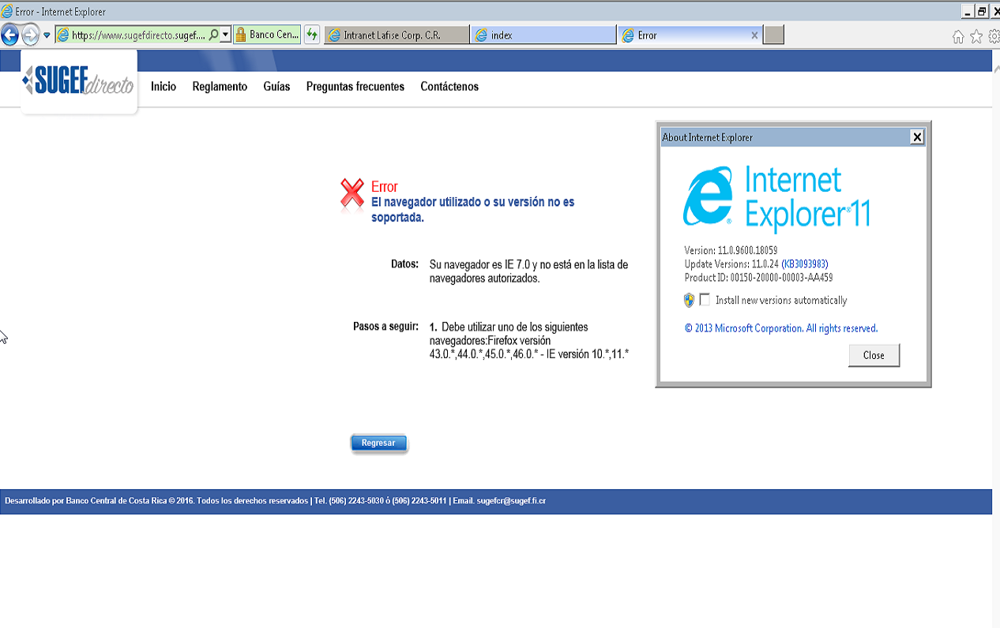 Error - Internet Explorer
https://www.sugefdirecto.sugef....
Banco Cen...
Intranet Lafise Corp. C.R.
index
Error
SUGEFdirecto
Inicio
Reglamento
Guías
Preguntas frecuentes
Contáctenos
Error
El navegador utilizado o su versión no es
soportada.
Datos: Su navegador es IE 7.0 y no está en la lista de
navegadores autorizados.
Pasos a seguir: 1. Debe utilizar uno de los siguientes
navegadores:Firefox versión
43.0.*,44.0.*,45.0.*,46.0.* - IE versión 10.*,11.*
Regresar
About Internet Explorer
Internet
Explorer®11
Version: 11.0.9600.18059
Update Versions: 11.0.24 (KB3093983)
Product ID: 00150-20000-00003-AA459
Install new versions automatically
© 2013 Microsoft Corporation. All rights reserved.
Close
Desarrollado por Banco Central de Costa Rica © 2016. Todos los derechos reservados | Tel. (506) 2243-5030 ó (506) 2243-5011 | Email. sugefcr@sugef.fi.cr